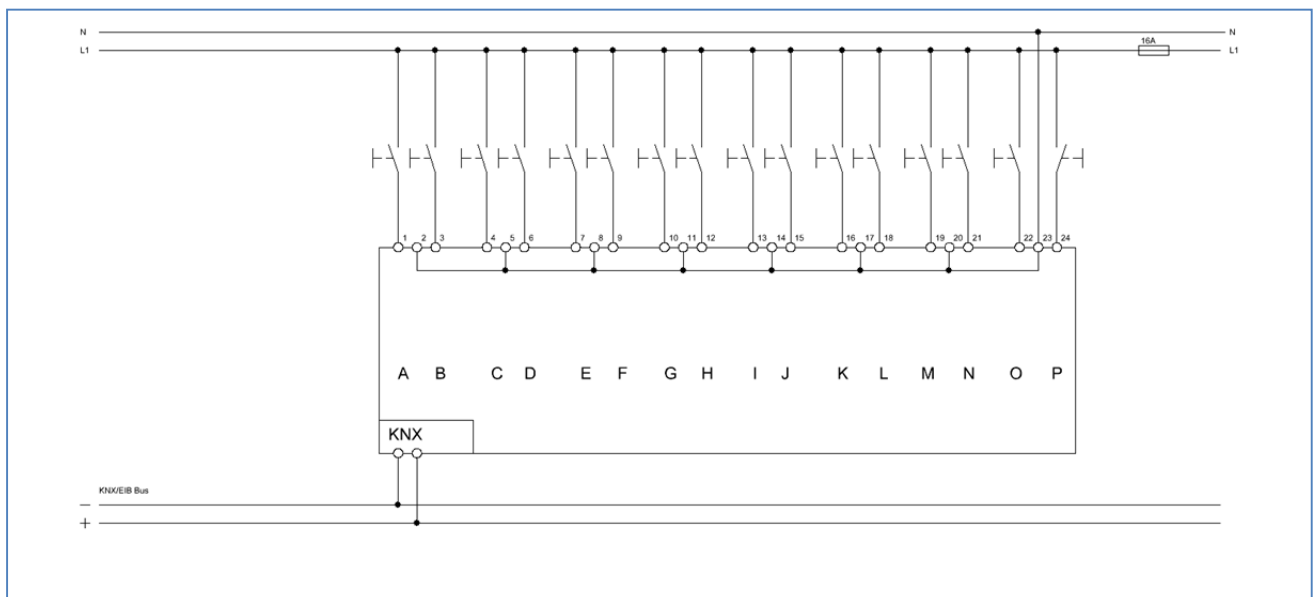 N N
16A
L1 L1
1 2 3 4 5 6 7 8 9 10 11 12 13 14 15 16 17 18 19 20 21 22 23 24
A B C D E F G H I J K L M N O P
KNX
KNX/EIB Bus
−
+